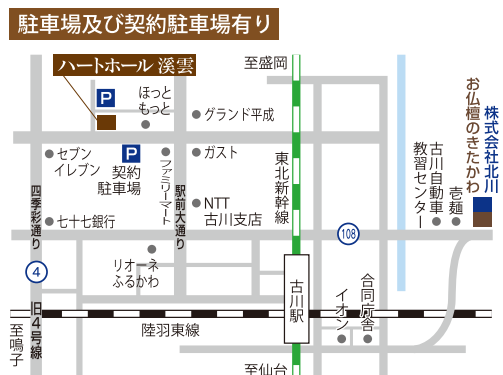 駐車場及び契約駐車場有り
至盛岡
ハートホール 渓雲
P
ほっと
もっと
グランド平成
お仏壇のきたかわ
株式会社北川
セブン
イレブン
P
契約
駐車場
ファミリーマート
ガスト
東北新幹線
古川自動車
教習センター
壱麺
四季彩通り
駅前大通り
NTT
古川支店
七十七銀行
108
リオーネ
ふるかわ
4
旧4号線
古川駅
イオン
合同庁舎
陸羽東線
至鳴子
至仙台